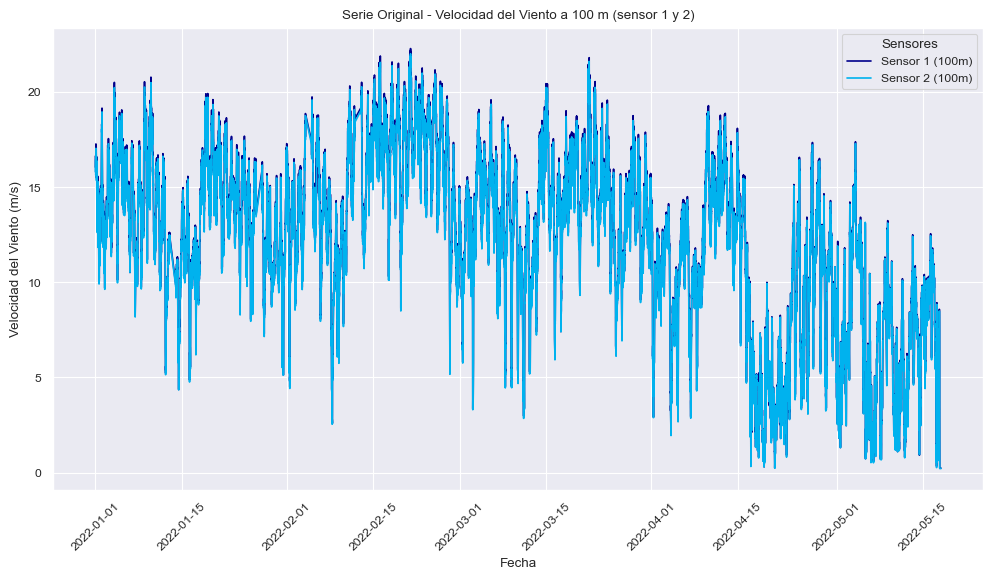 Serie Original - Velocidad del Viento a 100 m (sensor 1 y 2)
Sensores
Sensor 1 (100m)
Sensor 2 (100m)
Velocidad del Viento (m/s)
20
15
10
5
0
2022-01-01
2022-01-15
2022-02-01
2022-02-15
2022-03-01
2022-03-15
2022-04-01
2022-04-15
2022-05-01
2022-05-15
Fecha